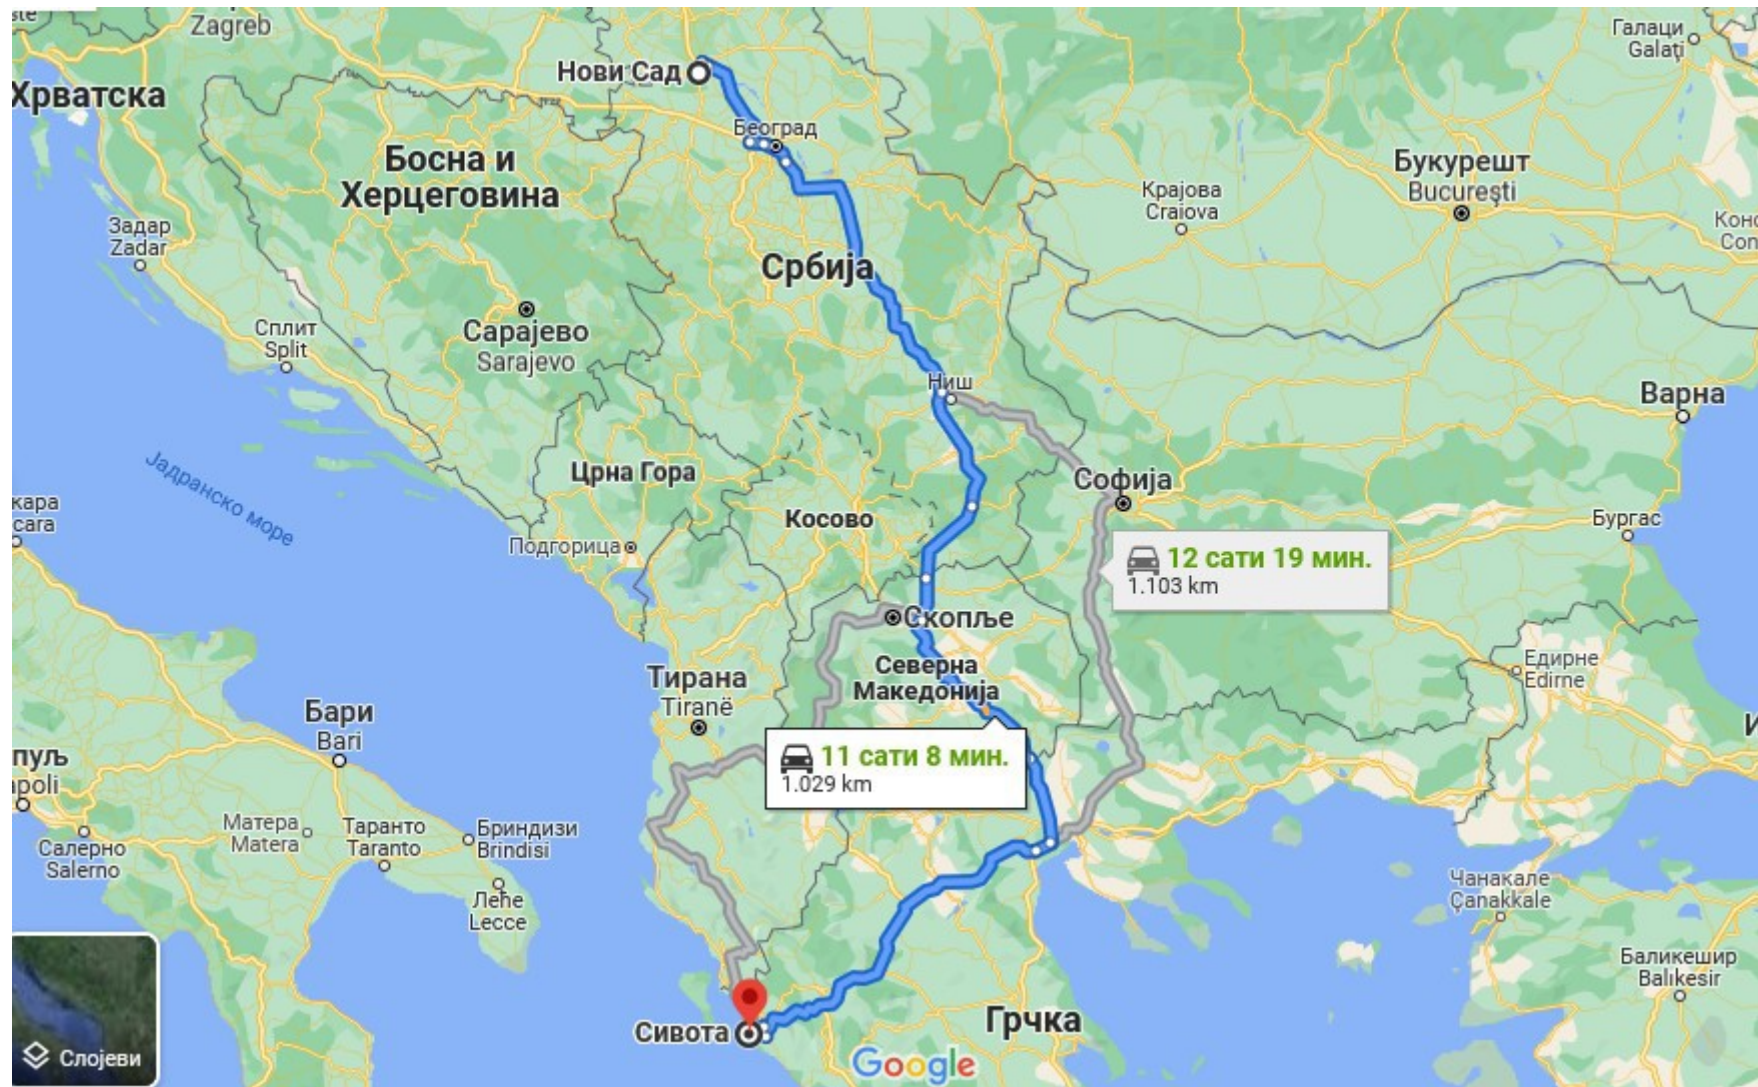 Zagreb
Галаци
Galați
Хрватска
Нови Сад
Београд
Босна и
Херцеговина
Букурешт
București
Крајова
Craiova
Задар
Zadar
Србија
Сплит
Split
Сарајево
Sarajevo
Ниш
Варна
Јадранско море
Црна Гора
Софија
Косово
Бургас
Подгорица
12 сати 19 мин.
1.103 km
Скопље
Северна
Македонија
Тирана
Tiranë
Едирне
Edirne
Бари
Bari
11 сати 8 мин.
1.029 km
Матера
Matera
Таранто
Taranto
Бриндизи
Brindisi
Салерно
Salerno
Леће
Lecce
Чанакале
Çanakkale
Баликешир
Balıkesir
Грчка
Сивота
Слојеви
Google